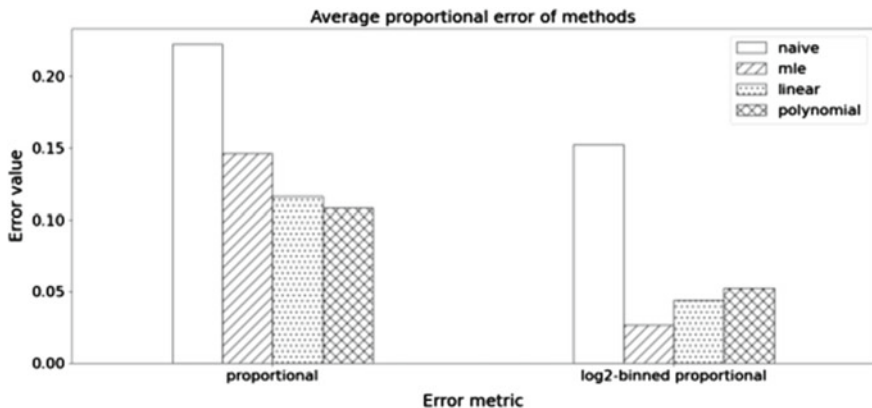 Average proportional error of methods
naive
mle
linear
polynomial
Error value
0.20
0.15
0.10
0.05
0.00
proportional
log2-binned proportional
Error metric